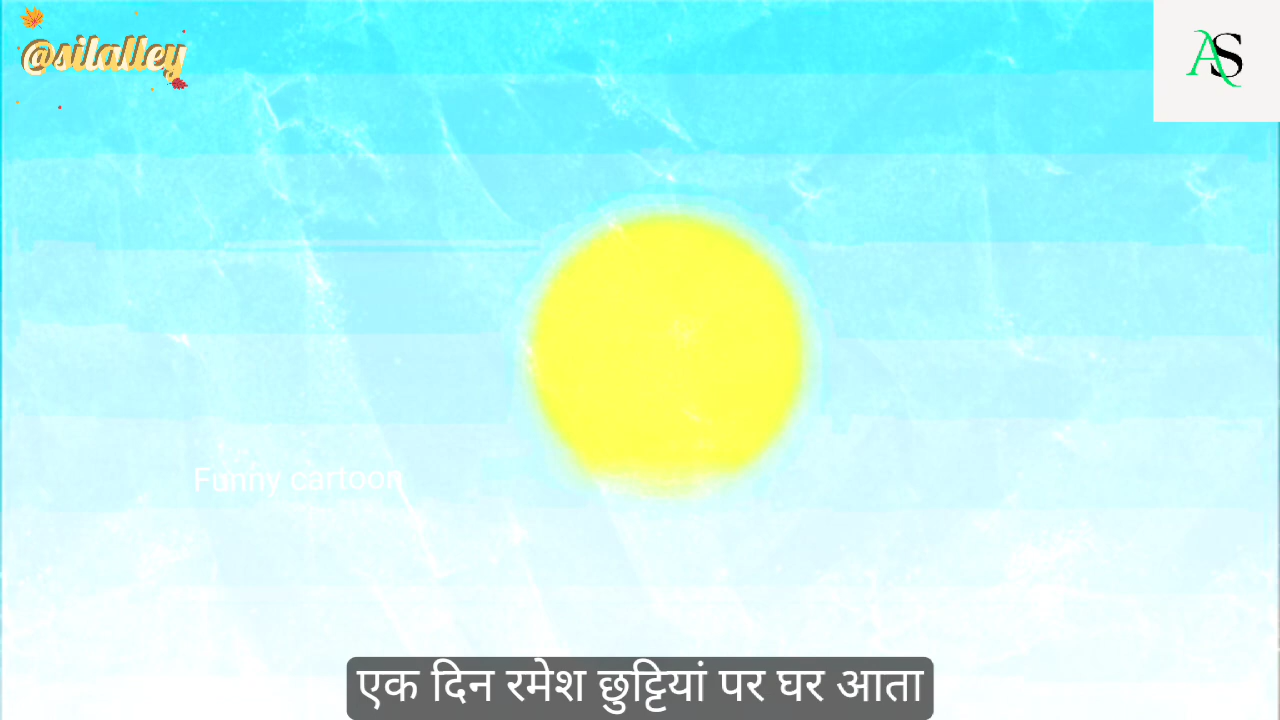 @silalley
AS
Funny cartoon
एक दिन रमेश छुट्टियां पर घर आता